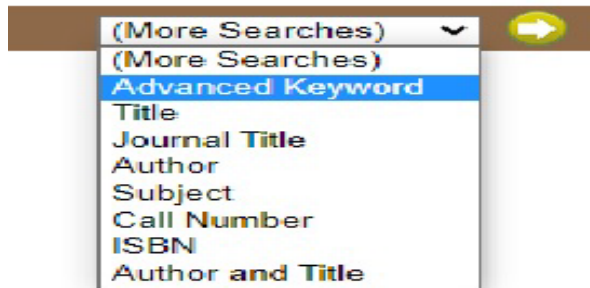 (More Searches)
(More Searches)
Advanced Keyword
Title
Journal Title
Author
Subject
Call Number
ISBN
Author and Title